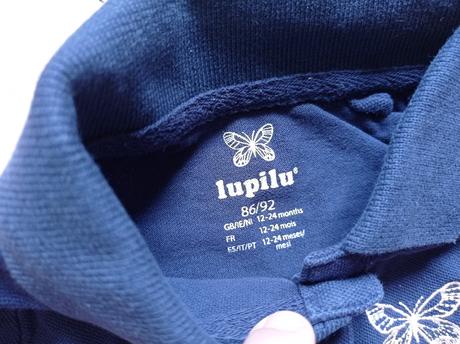 lupilu®
86/92
GB/IE/NI 12-24 months
FR 12-24 mois
ES/IT/PT 12-24 meses/
mesi